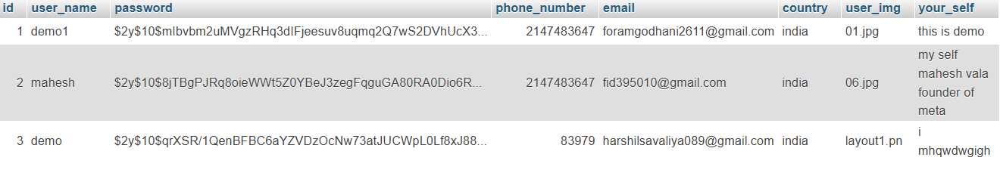 id user_name password phone_number email country user_img your_self
1 demo1 $2y$10$mlbvbm2uMVgzRHq3dIFjeesuv8uqmq2Q7wS2DVhUcX3... 2147483647 foramgodhani2611@gmail.com india 01.jpg this is demo
2 mahesh $2y$10$8jTBgPJRq8oieWWt5Z0YBeJ3zegFqguGA80RA0Dio6R... 2147483647 fid395010@gmail.com india 06.jpg my self
mahesh vala
founder of
meta
3 demo $2y$10$qrXSR/1QenBFBC6aYZVDzOcNw73atJUCWpL0Lf8xJ88... 83979 harshilsavaliya089@gmail.com india layout1.pn i
mhqwdwgigh